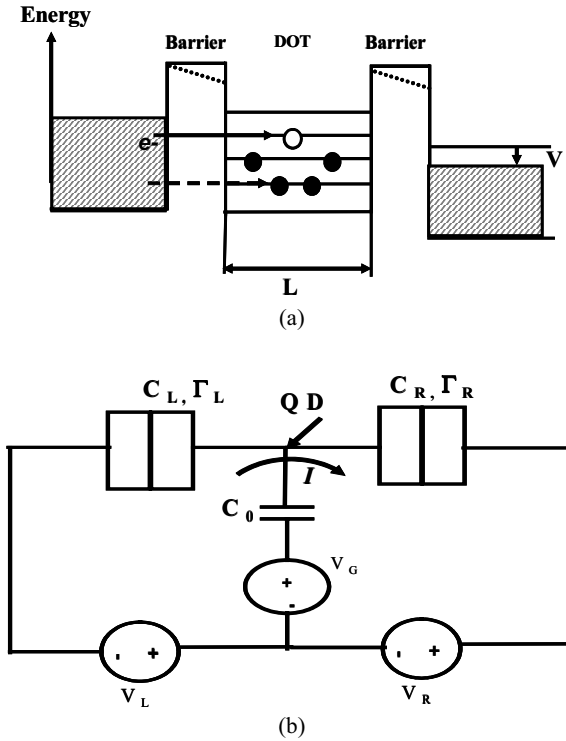 Energy
Barrier DOT Barrier
e-
V
L
(a)
C L, Γ L
C R, Γ R
Q D
I
C 0
+
-
V G
- +
- +
V L
V R
(b)